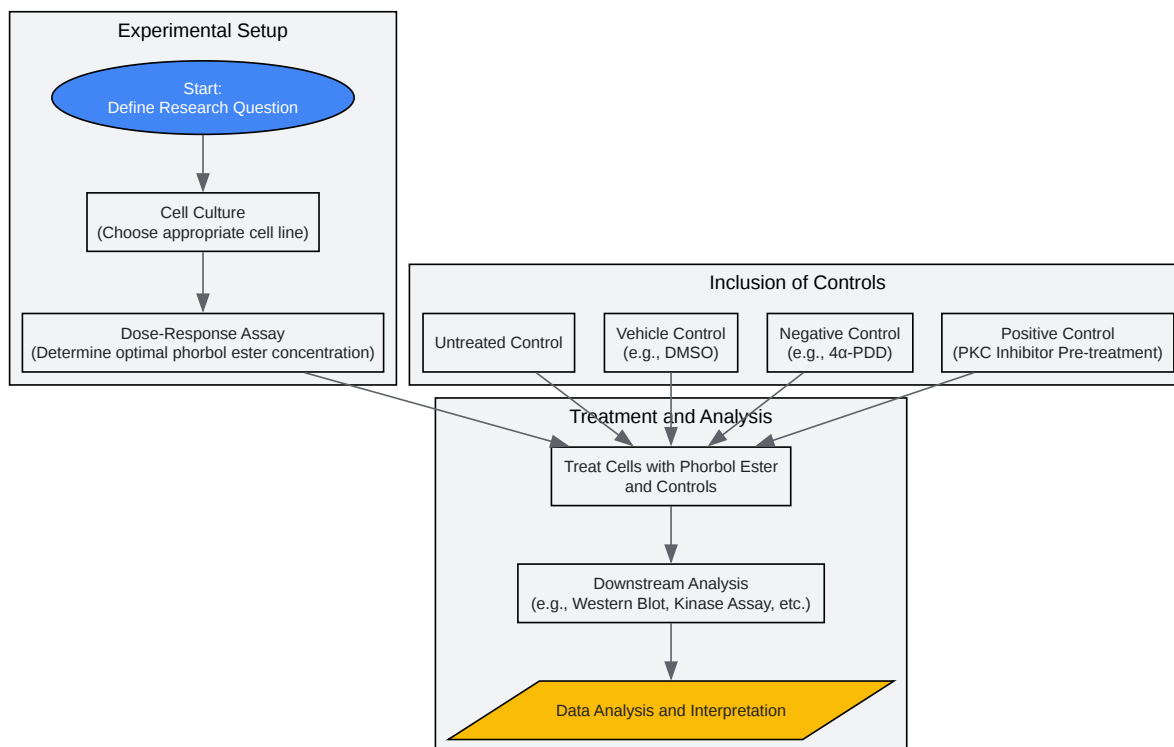 Experimental Setup
Start:
Define Research Question
Cell Culture
(Choose appropriate cell line)
Dose-Response Assay
(Determine optimal phorbol ester concentration)
Inclusion of Controls
Untreated Control
Vehicle Control
(e.g., DMSO)
Negative Control
(e.g., 4α-PDD)
Positive Control
(PKC Inhibitor Pre-treatment)
Treatment and Analysis
Treat Cells with Phorbol Ester
and Controls
Downstream Analysis
(e.g., Western Blot, Kinase Assay, etc.)
Data Analysis and Interpretation